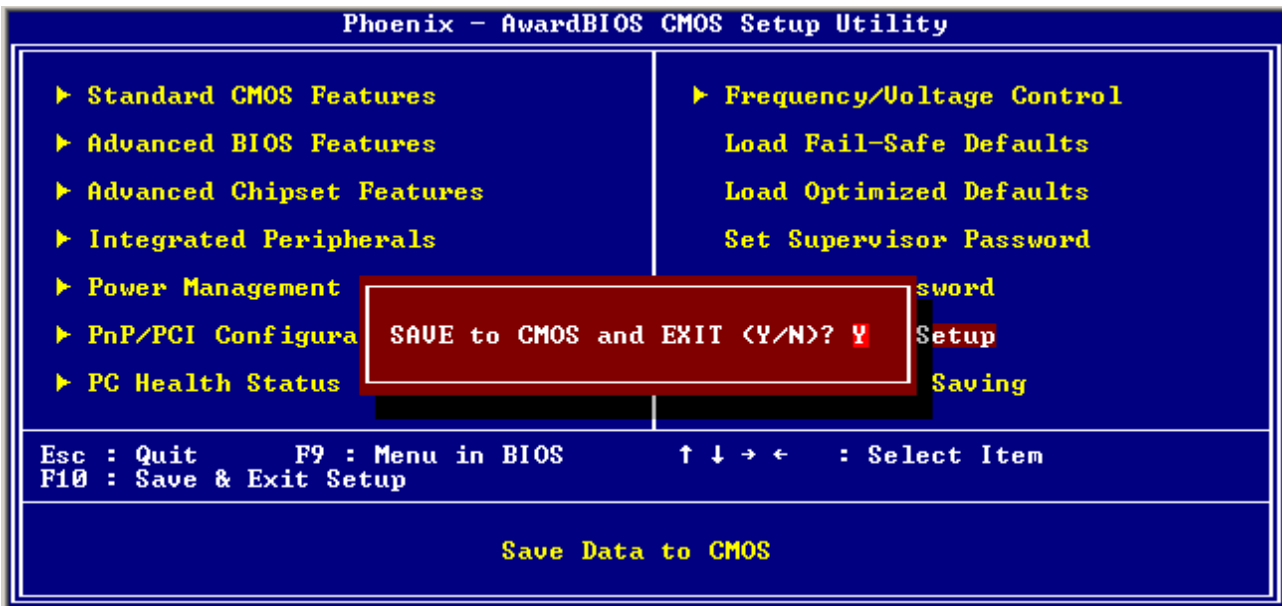 Phoenix - AwardBIOS CMOS Setup Utility
▶ Standard CMOS Features
▶ Advanced BIOS Features
▶ Advanced Chipset Features
▶ Integrated Peripherals
▶ Power Management
▶ PnP/PCI Configura
▶ PC Health Status
▶ Frequency/Voltage Control
Load Fail-Safe Defaults
Load Optimized Defaults
Set Supervisor Password
sword
Setup
Saving
SAVE to CMOS and EXIT (Y/N)? Y
Esc : Quit F9 : Menu in BIOS ↑ ↓ → ← : Select Item
F10 : Save & Exit Setup
Save Data to CMOS